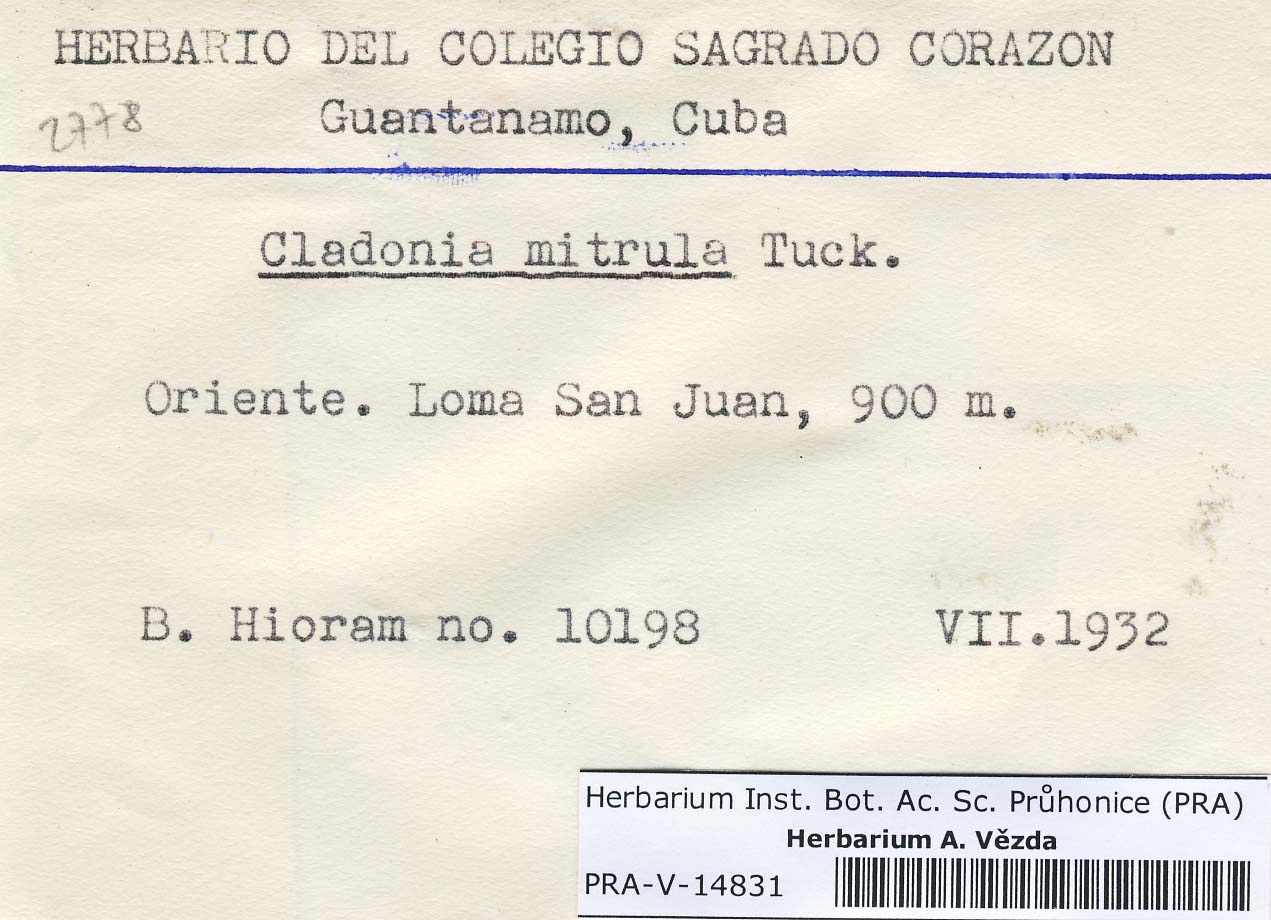 HERBARIO DEL COLEGIO SAGRADO CORAZON
2778 Guantanamo, Cuba
Cladonia mitrula Tuck.
Oriente. Loma San Juan, 900 m.
B. Hioram no. 10198 VII.1932
Herbarium Inst. Bot. Ac. Sc. Průhonice (PRA)
Herbarium A. Vězda
PRA-V-14831